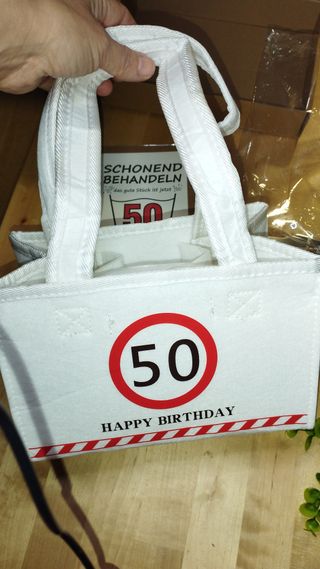 SCHONEND
BEHANDELN
das gute Stück ist jetzt
50
50
HAPPY BIRTHDAY